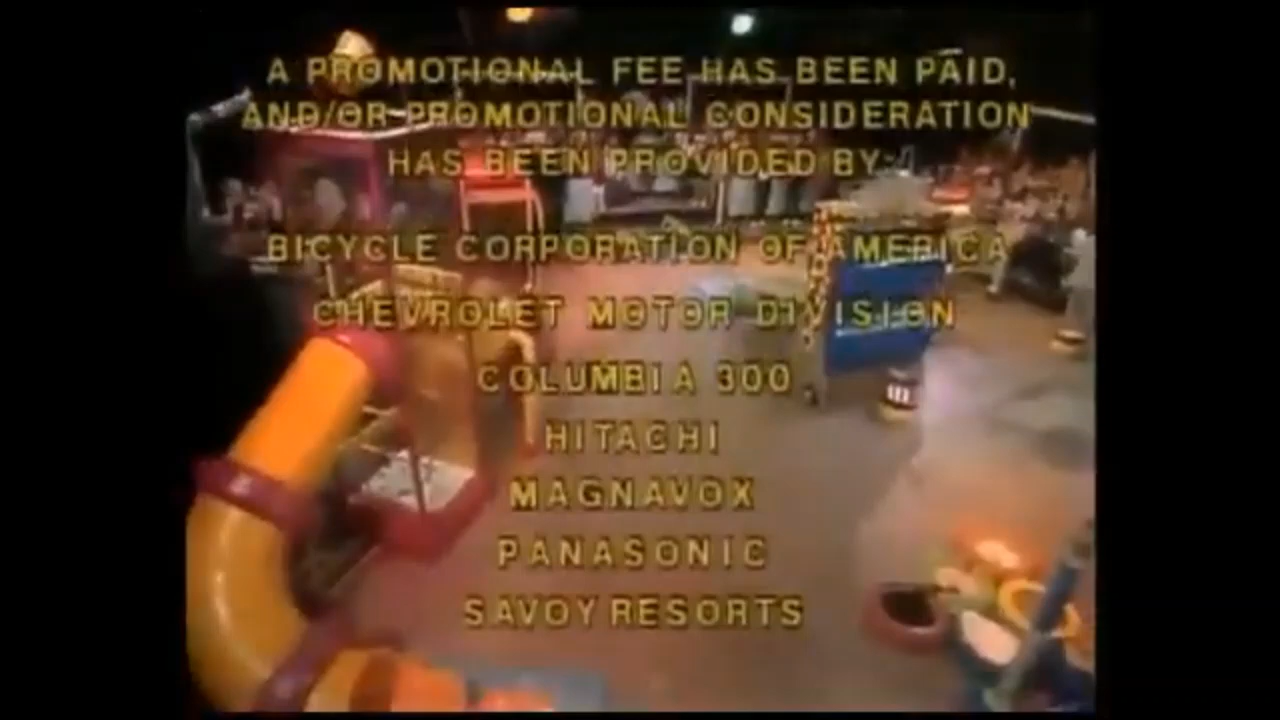 A PROMOTIONAL FEE HAS BEEN PAID,
AND/OR PROMOTIONAL CONSIDERATION
HAS BEEN PROVIDED BY:
BICYCLE CORPORATION OF AMERICA
CHEVROLET MOTOR DIVISION
COLUMBIA 300
HITACHI
MAGNAVOX
PANASONIC
SAVOY RESORTS